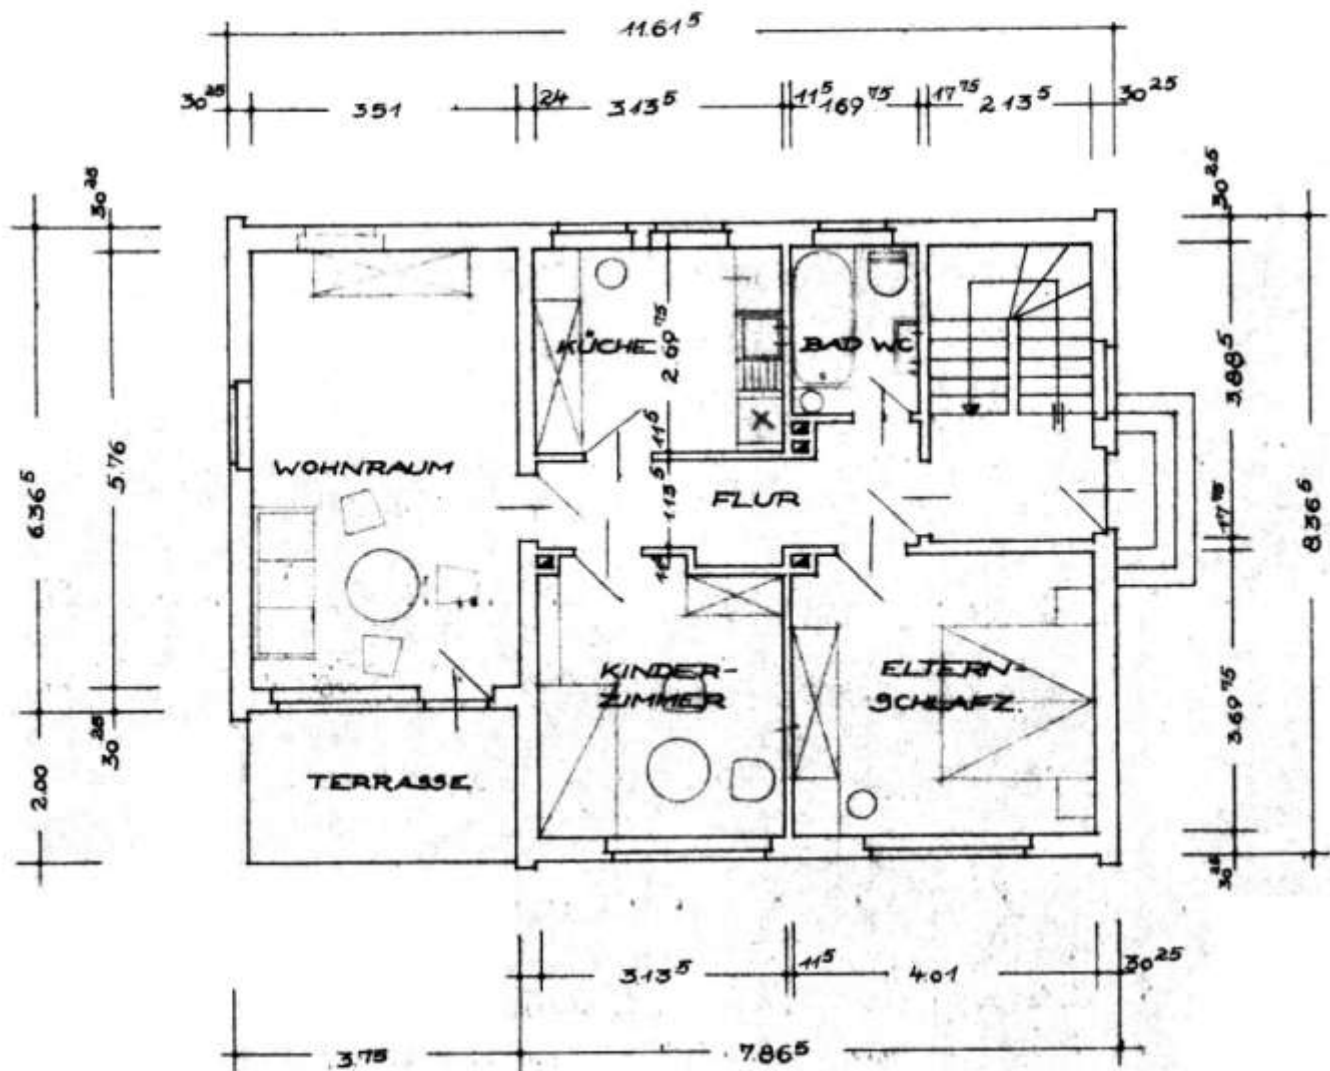 11.61⁵
30²⁵ 3.51 24 3.13⁵ 11⁵ 1.69⁷⁵ 17⁷⁵ 2.13⁵ 30²⁵
30²⁵
30²⁵
6.36⁵
5.76
30²⁵
2.00
KÜCHE
2.69⁷⁵
BAD WC
WOHNRAUM
11⁵
1.13⁵
FLUR
KINDER-
ZIMMER
ELTERN-
SCHLAFZ.
TERRASSE
3.88⁵
17⁷⁵
8.36⁵
3.69⁷⁵
30²⁵
3.13⁵ 11⁵ 4.01 30²⁵
3.75 7.86⁵